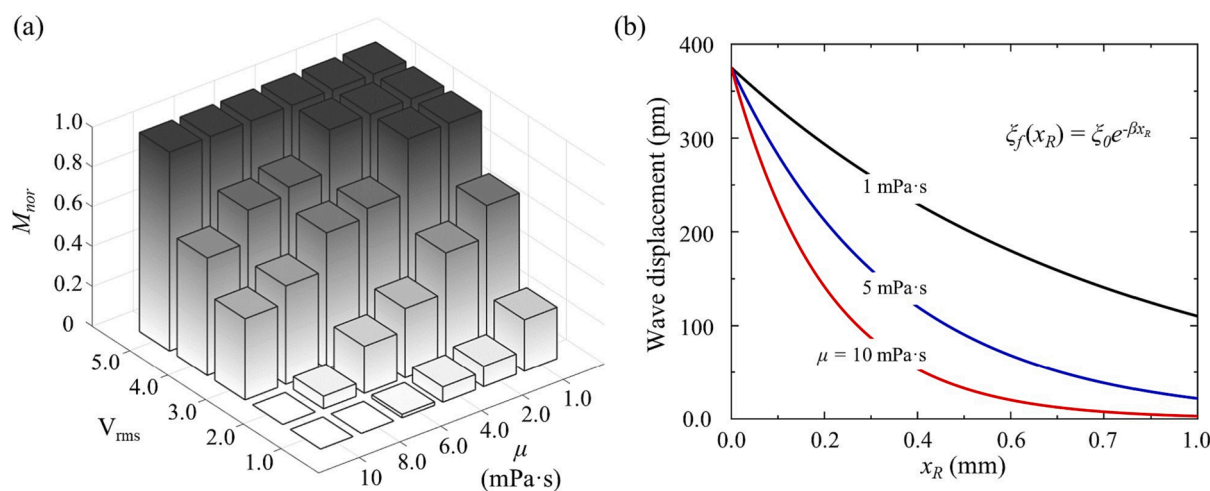 (a)
1.0
0.8
0.6
0.4
0.2
0
M_nor
5.0
4.0
3.0
2.0
1.0
V_rms
10
8.0
6.0
4.0
2.0
1.0
μ
(mPa·s)
(b)
400
300
200
100
0.0
Wave displacement (pm)
ξ_f(x_R) = ξ_0e^-βx_R
1 mPa·s
5 mPa·s
μ = 10 mPa·s
0.0
0.2
0.4
0.6
0.7
1.0
x_R (mm)